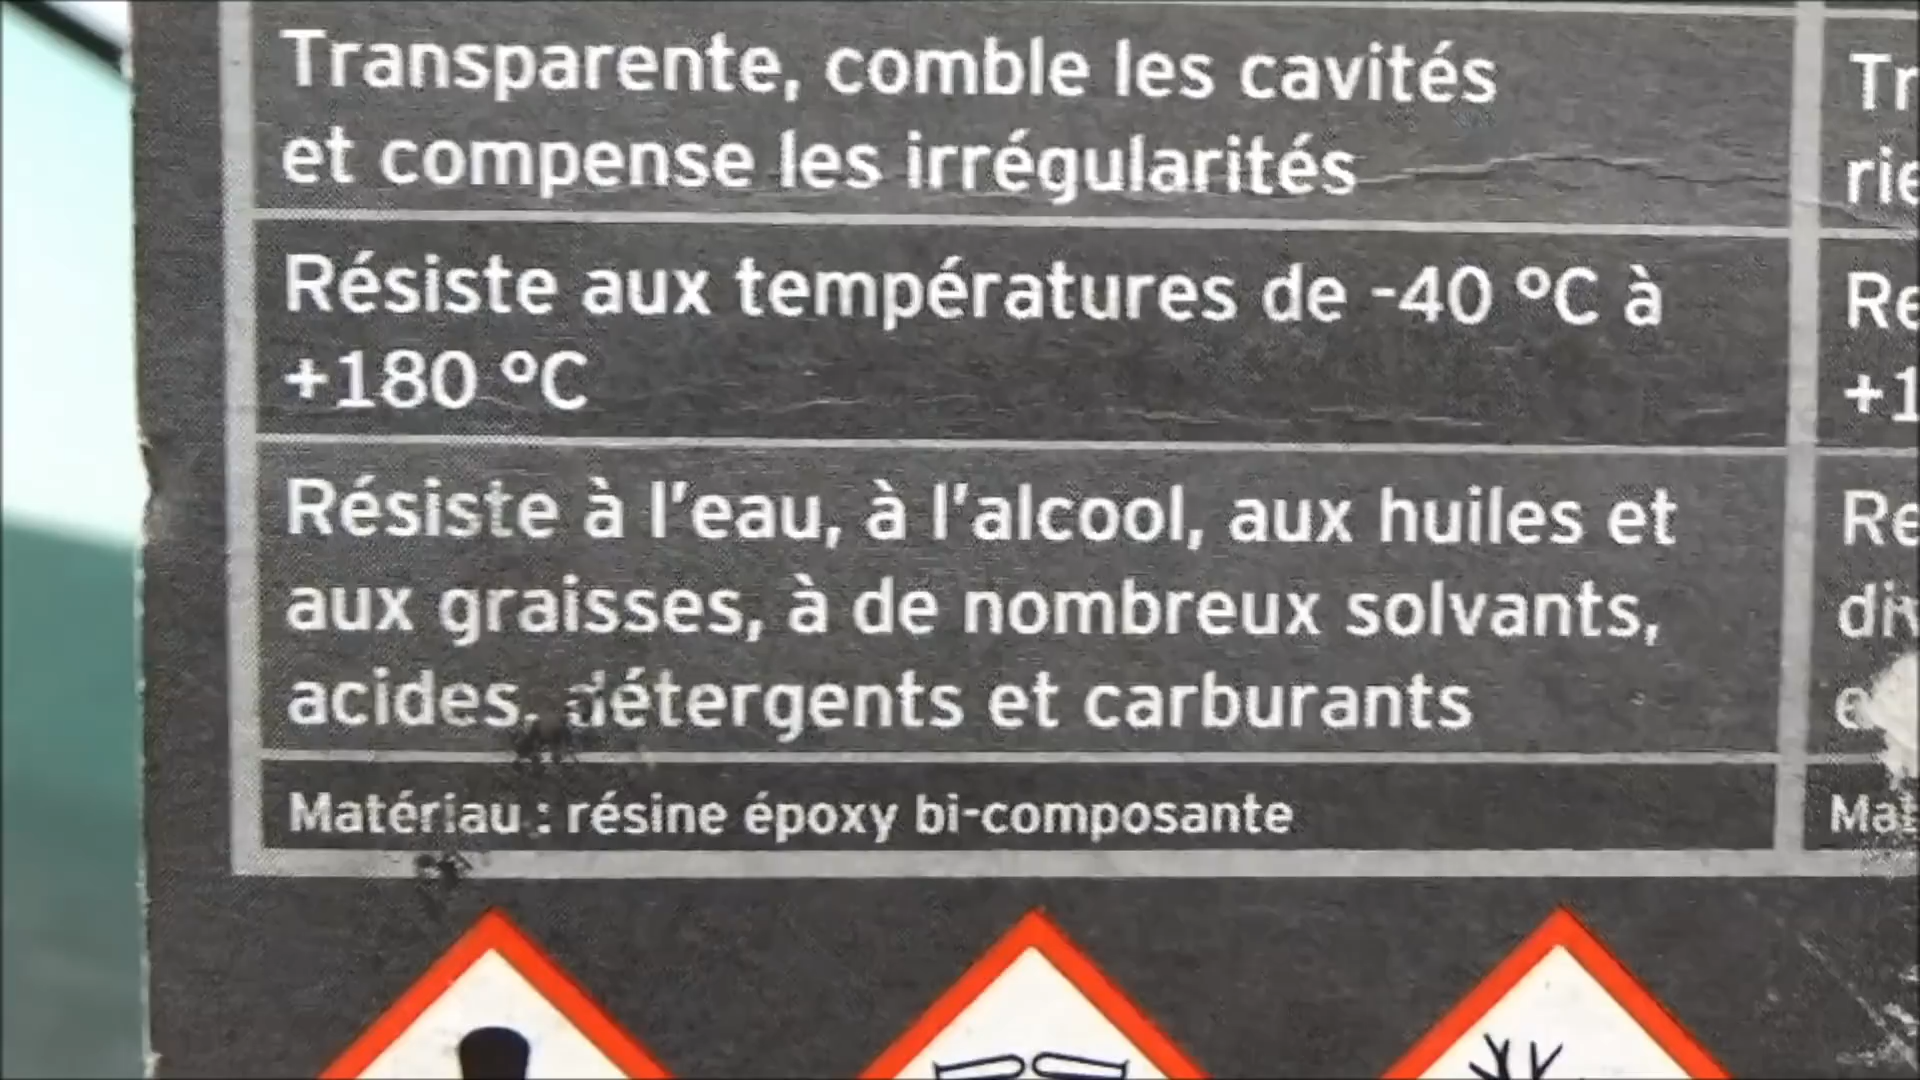 Transparente, comble les cavités
et compense les irrégularités
Résiste aux températures de -40 °C à
+180 °C
Résiste à l'eau, à l'alcool, aux huiles et
aux graisses, à de nombreux solvants,
acides, détergents et carburants
Matériau : résine époxy bi-composante